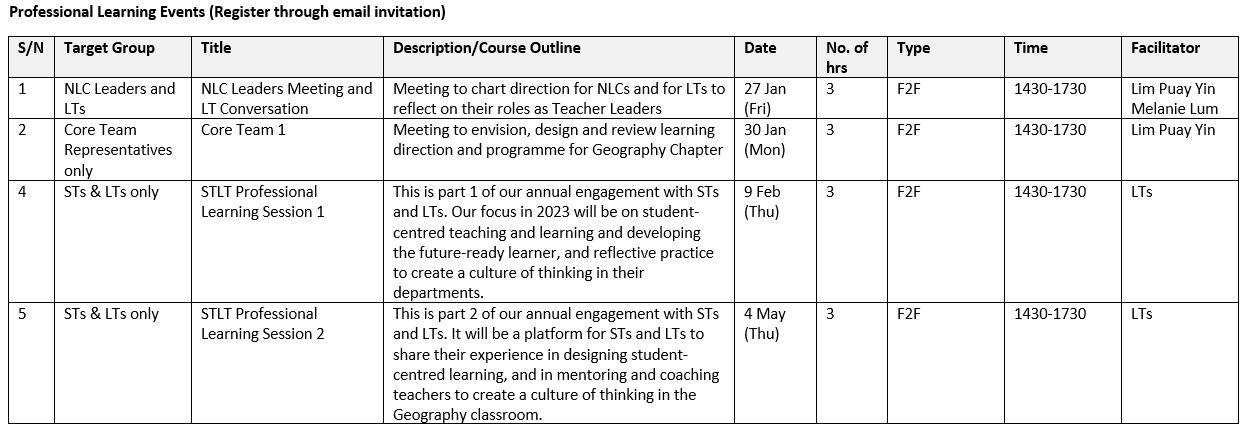 Professional Learning Events (Register through email invitation)
S/N Target Group Title Description/Course Outline Date No. of hrs Type Time Facilitator
1 NLC Leaders and LTs NLC Leaders Meeting and LT Conversation Meeting to chart direction for NLCs and for LTs to reflect on their roles as Teacher Leaders 27 Jan (Fri) 3 F2F 1430-1730 Lim Puay Yin Melanie Lum
2 Core Team Representatives only Core Team 1 Meeting to envision, design and review learning direction and programme for Geography Chapter 30 Jan (Mon) 3 F2F 1430-1730 Lim Puay Yin
4 STs & LTs only STLT Professional Learning Session 1 This is part 1 of our annual engagement with STs and LTs. Our focus in 2023 will be on student-centred teaching and learning and developing the future-ready learner, and reflective practice to create a culture of thinking in their departments. 9 Feb (Thu) 3 F2F 1430-1730 LTs
5 STs & LTs only STLT Professional Learning Session 2 This is part 2 of our annual engagement with STs and LTs. It will be a platform for STs and LTs to share their experience in designing student-centred learning, and in mentoring and coaching teachers to create a culture of thinking in the Geography classroom. 4 May (Thu) 3 F2F 1430-1730 LTs